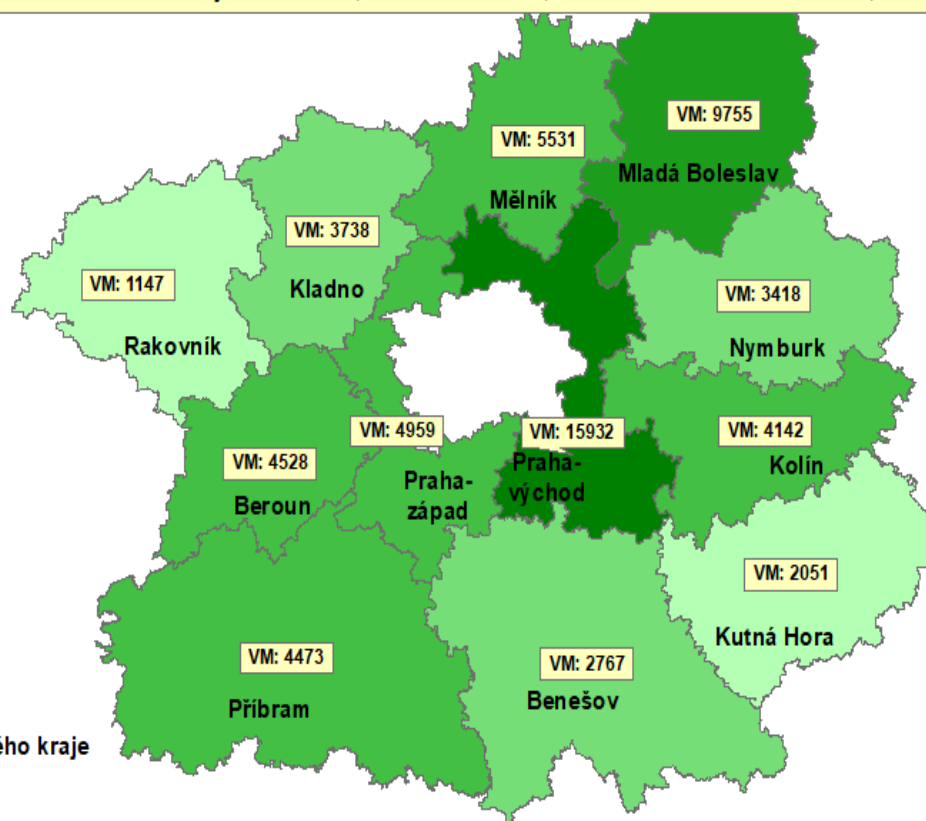 VM: 9755
Mladá Boleslav
VM: 5531
Mělník
VM: 3738
Kladno
VM: 1147
Rakovník
VM: 3418
Nymburk
VM: 4959
Praha-
západ
VM: 15932
Praha-
východ
VM: 4142
Kolín
VM: 4528
Beroun
VM: 2051
Kutná Hora
VM: 4473
Příbram
VM: 2767
Benešov
ého kraje